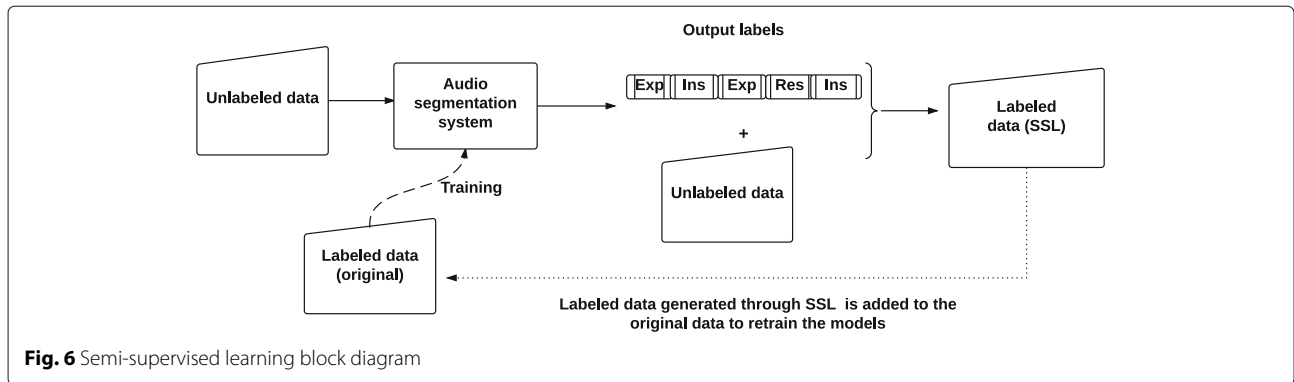 Output labels
Unlabeled data
Audio
segmentation
system
Exp Ins Exp Res Ins
+
Unlabeled data
Labeled
data (SSL)
Training
Labeled data
(original)
Labeled data generated through SSL is added to the
original data to retrain the models
Fig. 6 Semi-supervised learning block diagram